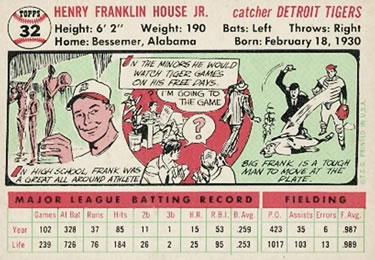 TOPPS
32
HENRY FRANKLIN HOUSE JR. catcher DETROIT TIGERS
Height: 6' 2" Weight: 190 Bats: Left Throws: Right
Home: Bessemer, Alabama Born: February 18, 1930
IN THE MINORS HE WOULD
WATCH TIGER GAMES
ON HIS FREE DAYS.
I'M GOING TO
THE GAME
?
IN HIGH SCHOOL, FRANK WAS
A GREAT ALL AROUND ATHLETE
BIG FRANK IS A TOUGH
MAN TO MOVE AT THE
PLATE.
MAJOR LEAGUE BATTING RECORD FIELDING
Games At Bat Runs Hits 2b 3b H.R. R.B.I. B. Avg. P.O. Assists Errors F. Avg.
Year 102 328 37 85 11 1 15 53 .259 423 35 6 .987
Life 239 726 76 184 26 6 25 95 .253 1017 103 13 .989